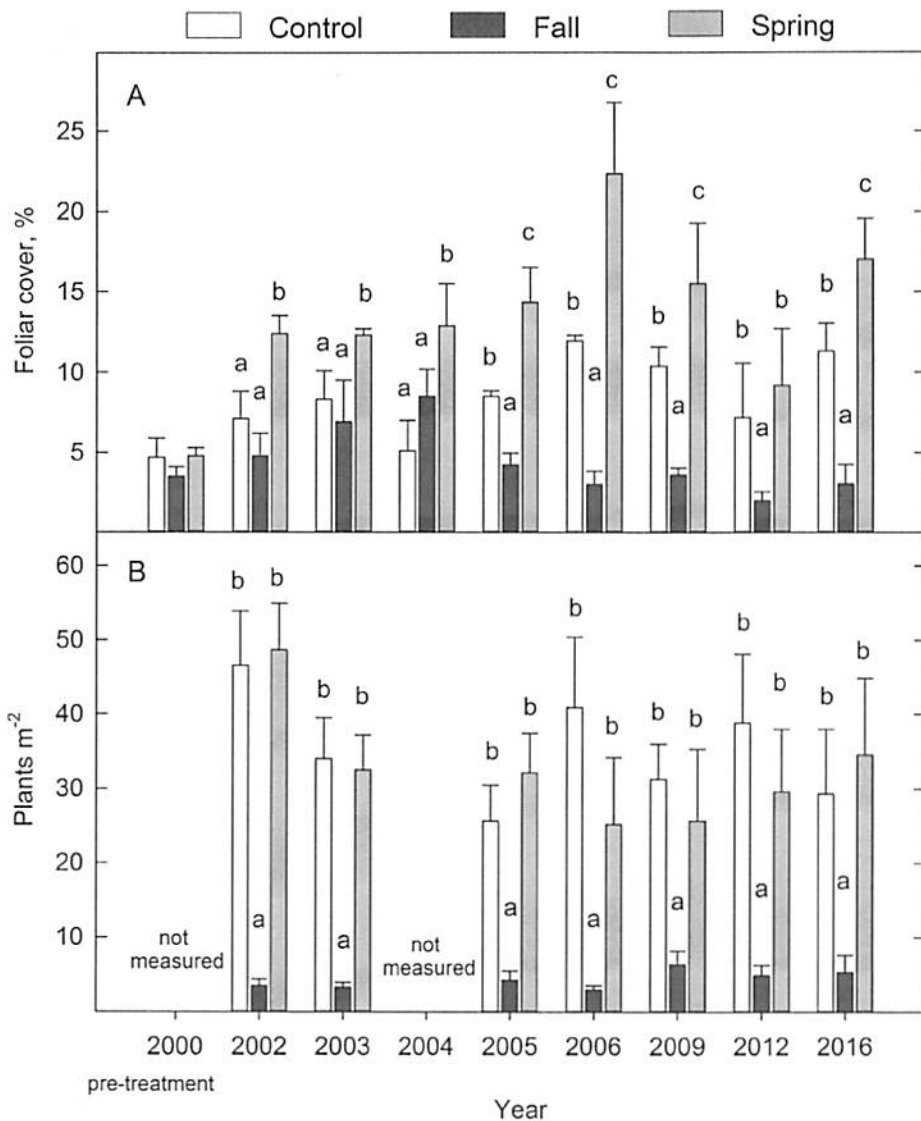 Control Fall Spring
A
c
c
c
c
b
b
b
b
b
b
b
b
b
a a
a
a
a
a
a
a
a
a
25
20
15
10
5
Foliar cover, %
B
b b
b b
b b
b b
b b
b b
b b
a
a
a
a
a
a
a
60
50
40
30
20
10
Plants m⁻²
not
measured
not
measured
2000 2002 2003 2004 2005 2006 2009 2012 2016
pre-treatment
Year